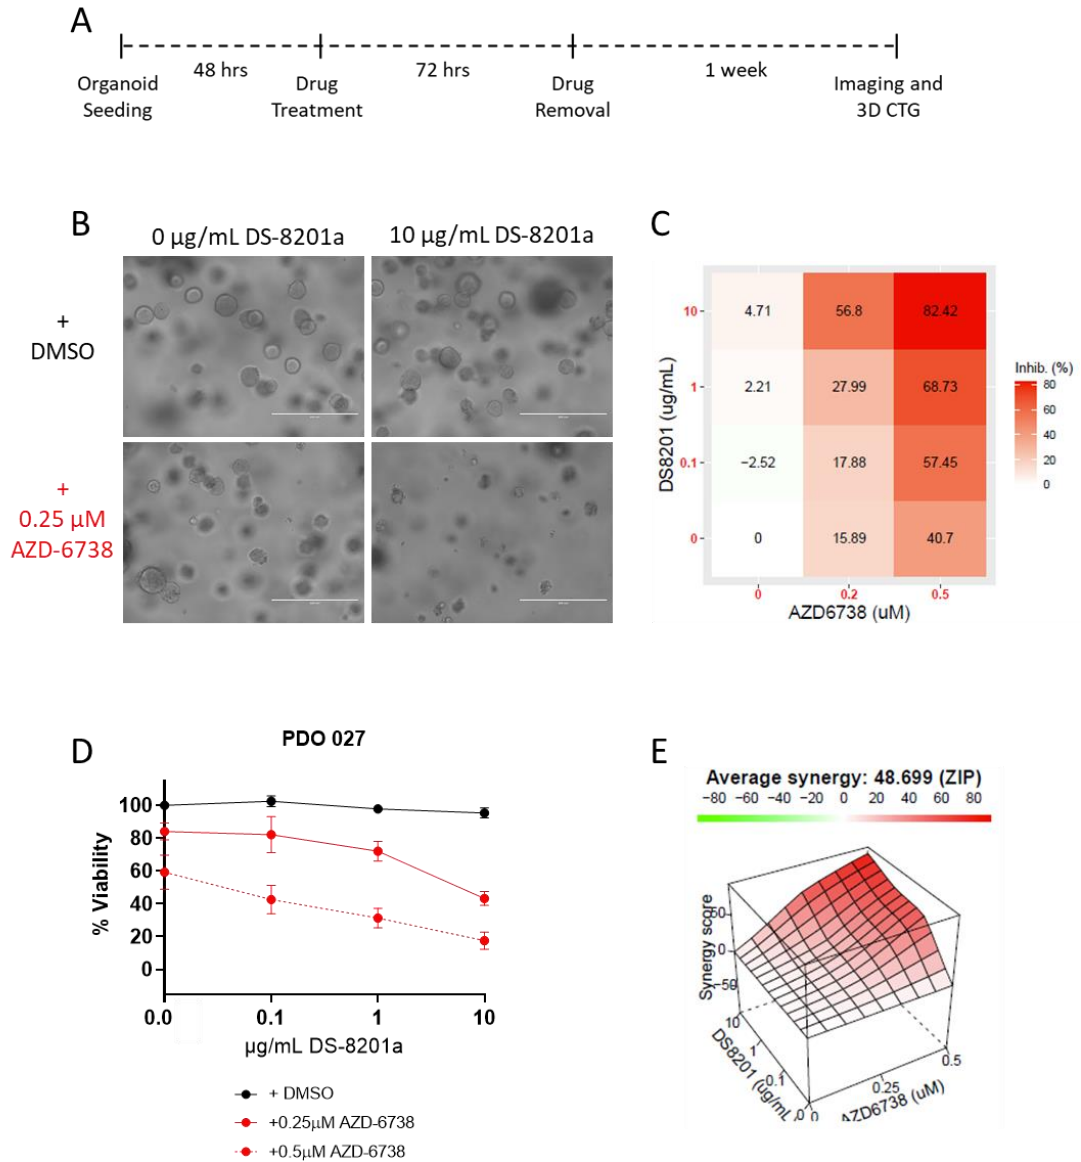 A
48 hrs
72 hrs
1 week
Organoid
Seeding
Drug
Treatment
Drug
Removal
Imaging and
3D CTG
B
0 µg/mL DS-8201a
10 µg/mL DS-8201a
+
DMSO
+
0.25 µM
AZD-6738
C
10
1
0.1
0
DS8201 (ug/mL)
4.71 56.8 82.42
2.21 27.99 68.73
−2.52 17.88 57.45
0 15.89 40.7
0 0.2 0.5
AZD6738 (uM)
Inhib. (%)
80
60
40
20
0
D
PDO 027
% Viability
100
80
60
40
20
0
0.0 0.1 1 10
µg/mL DS-8201a
+ DMSO
+0.25µM AZD-6738
+0.5µM AZD-6738
E
Average synergy: 48.699 (ZIP)
−80 −60 −40 −20 0 20 40 60 80
Synergy score
50
0
−50
10
1
0.1
0
DS8201 (ug/mL
0
0.25
0.5
AZD6738 (uM)